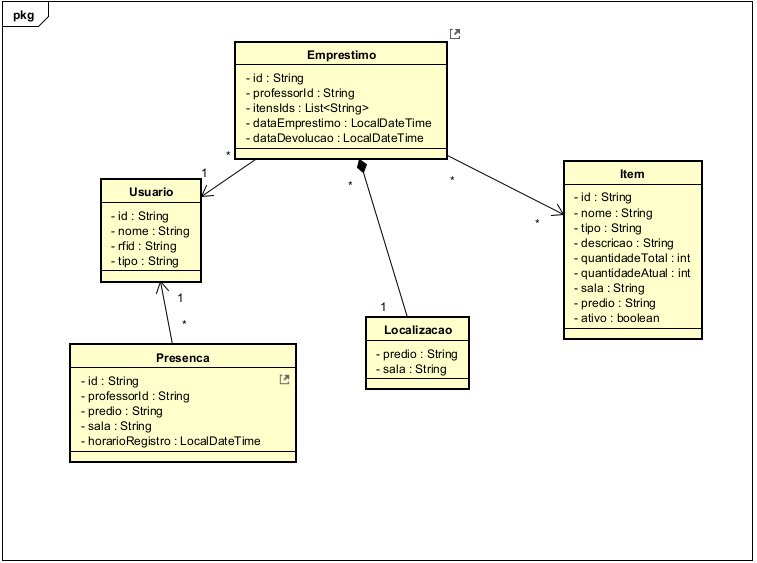 pkg
Emprestimo
- id : String
- professorId : String
- itensIds : List<String>
- dataEmprestimo : LocalDateTime
- dataDevolucao : LocalDateTime
*
1
*
*
*
1
Usuario
- id : String
- nome : String
- rfid : String
- tipo : String
1
*
Item
- id : String
- nome : String
- tipo : String
- descricao : String
- quantidadeTotal : int
- quantidadeAtual : int
- sala : String
- predio : String
- ativo : boolean
Localizacao
- predio : String
- sala : String
Presenca
- id : String
- professorId : String
- predio : String
- sala : String
- horarioRegistro : LocalDateTime